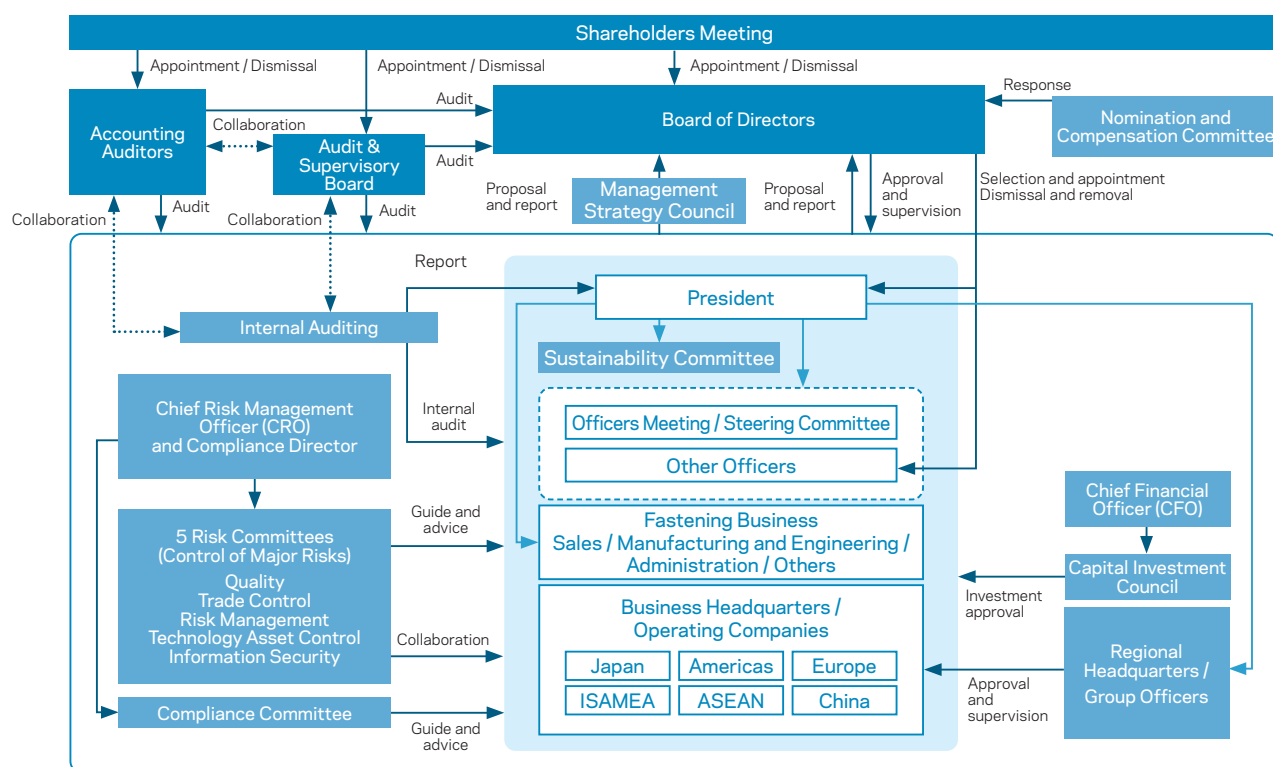 Shareholders Meeting
Appointment / Dismissal
Appointment / Dismissal
Appointment / Dismissal
Accounting
Auditors
Collaboration
Audit &
Supervisory
Board
Audit
Audit
Board of Directors
Response
Nomination and
Compensation Committee
Collaboration
Audit
Collaboration
Audit
Proposal
and report
Management
Strategy Council
Proposal
and report
Approval
and
supervision
Selection and appointment
Dismissal and removal
Report
President
Internal Auditing
Sustainability Committee
Chief Risk Management
Officer (CRO)
and Compliance Director
Internal
audit
Officers Meeting / Steering Committee
Other Officers
Chief Financial
Officer (CFO)
5 Risk Committees
(Control of Major Risks)
Quality
Trade Control
Risk Management
Technology Asset Control
Information Security
Guide and
advice
Fastening Business
Sales / Manufacturing and Engineering /
Administration / Others
Capital Investment
Council
Investment
approval
Collaboration
Business Headquarters /
Operating Companies
Japan
Americas
Europe
ISAMEA
ASEAN
China
Regional
Headquarters /
Group Officers
Approval
and
supervision
Compliance Committee
Guide and
advice